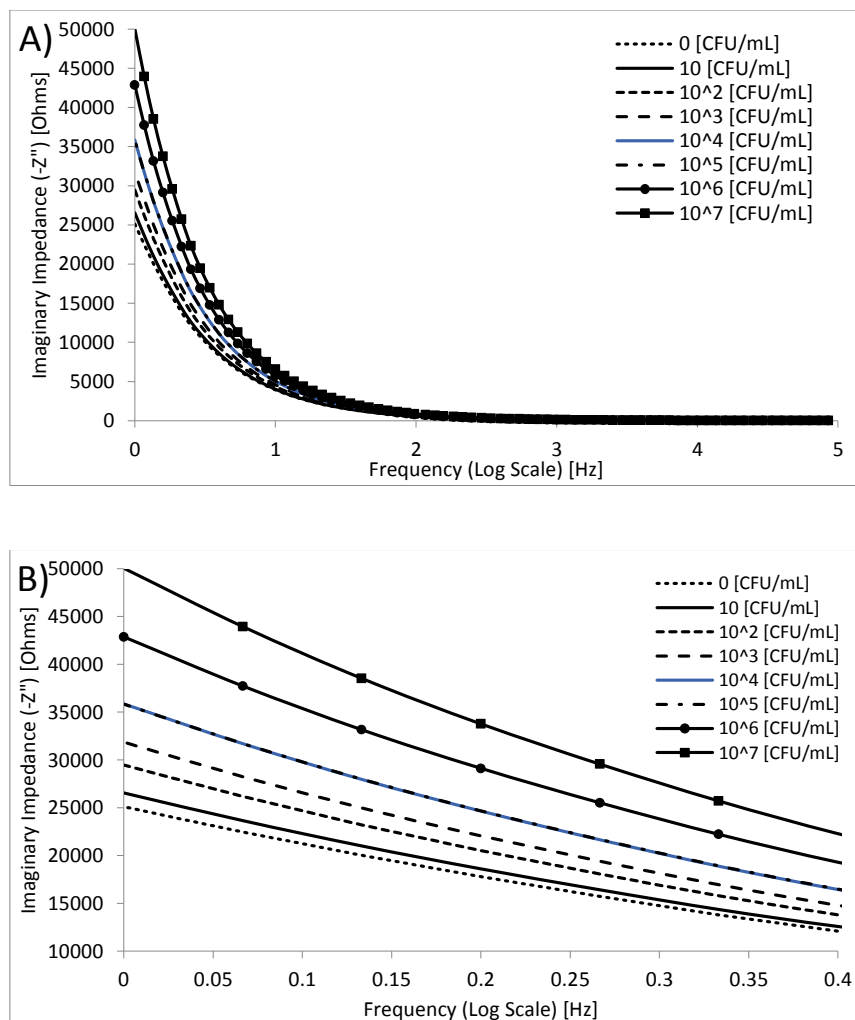 A)
50000
45000
40000
35000
30000
25000
20000
15000
10000
5000
0
Imaginary Impedance (-Z") [Ohms]
0 [CFU/mL]
10 [CFU/mL]
10^2 [CFU/mL]
10^3 [CFU/mL]
10^4 [CFU/mL]
10^5 [CFU/mL]
10^6 [CFU/mL]
10^7 [CFU/mL]
0 1 2 3 4 5
Frequency (Log Scale) [Hz]
B)
50000
45000
40000
35000
30000
25000
20000
15000
10000
Imaginary Impedance (-Z") [Ohms]
0 [CFU/mL]
10 [CFU/mL]
10^2 [CFU/mL]
10^3 [CFU/mL]
10^4 [CFU/mL]
10^5 [CFU/mL]
10^6 [CFU/mL]
10^7 [CFU/mL]
0 0.05 0.1 0.15 0.2 0.25 0.3 0.35 0.4
Frequency (Log Scale) [Hz]